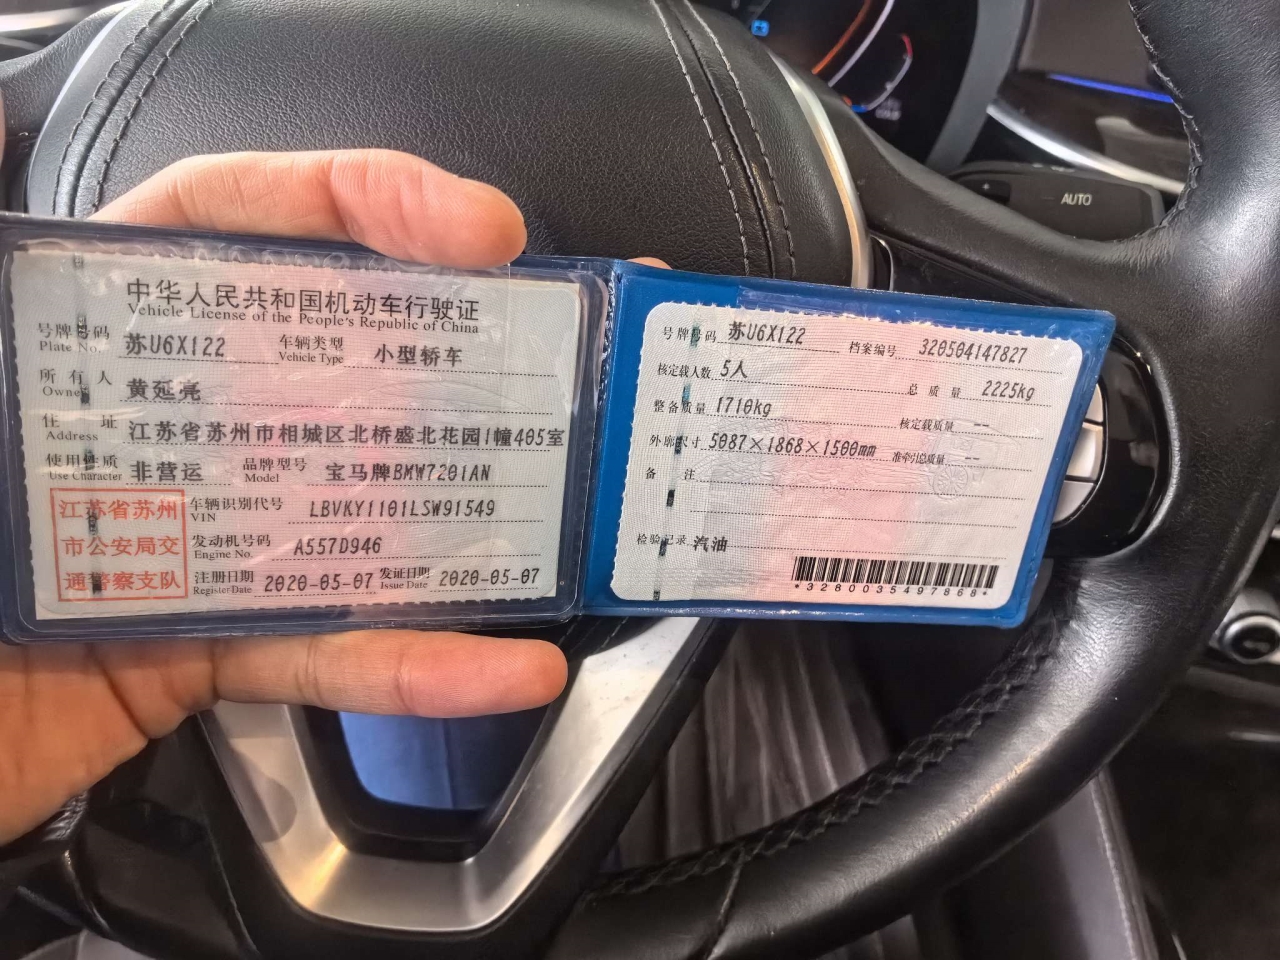 中华人民共和国机动车行驶证
Vehicle License of the People's Republic of China
号牌号码 苏U6X122 车辆类型 小型轿车
Plate No. Vehicle Type
所有人 黄延亮
Owner
住址 江苏省苏州市相城区北桥盛北花园1幢405室
Address
使用性质 非营运 品牌型号 宝马牌BMW7201AN
Use Character Model
江苏省苏州
市公安局交
通警察支队
车辆识别代号 LBVKY1101LSW91549
VIN
发动机号码 A557D946
Engine No.
注册日期 2020-05-07 发证日期 2020-05-07
Register Date Issue Date
号牌号码 苏U6X122 档案编号 320504147827
核定载人数 5人 总质量 2225kg
整备质量 1710kg 核定载质量 --
外廓尺寸 5087×1868×1500mm 准牵引总质量 --
备注
检验记录 汽油
*3280035497868*
AUTO